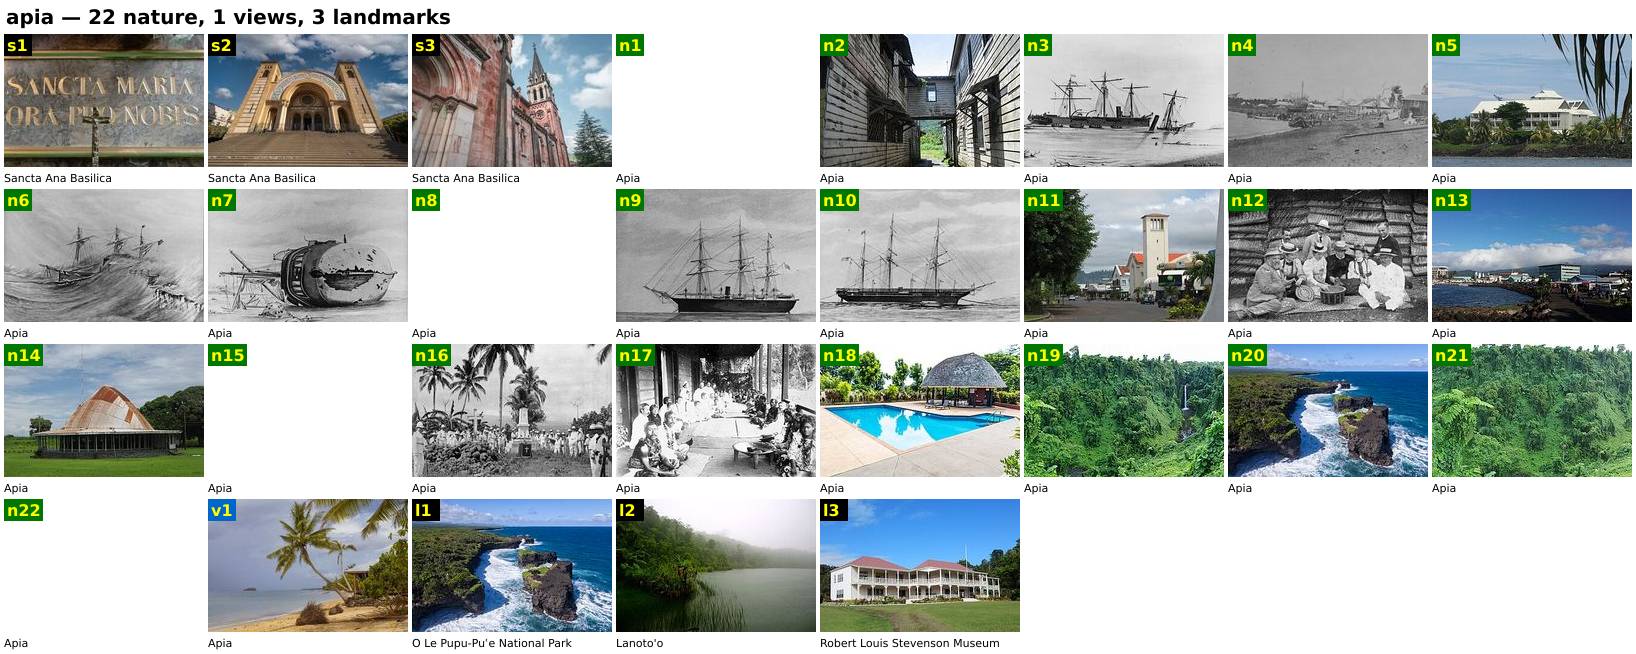 apia — 22 nature, 1 views, 3 landmarks
s1
SANCTA MARIA
ORA PRO NOBIS
Sancta Ana Basilica
s2
Sancta Ana Basilica
s3
Sancta Ana Basilica
n1
Apia
n2
Apia
n3
Apia
n4
Apia
n5
Apia
n6
Apia
n7
Apia
n8
Apia
n9
Apia
n10
Apia
n11
Apia
n12
Apia
n13
Apia
n14
Apia
n15
Apia
n16
Apia
n17
Apia
n18
Apia
n19
Apia
n20
Apia
n21
Apia
n22
Apia
v1
Apia
l1
O Le Pupu-Pu'e National Park
l2
Lanoto'o
l3
Robert Louis Stevenson Museum